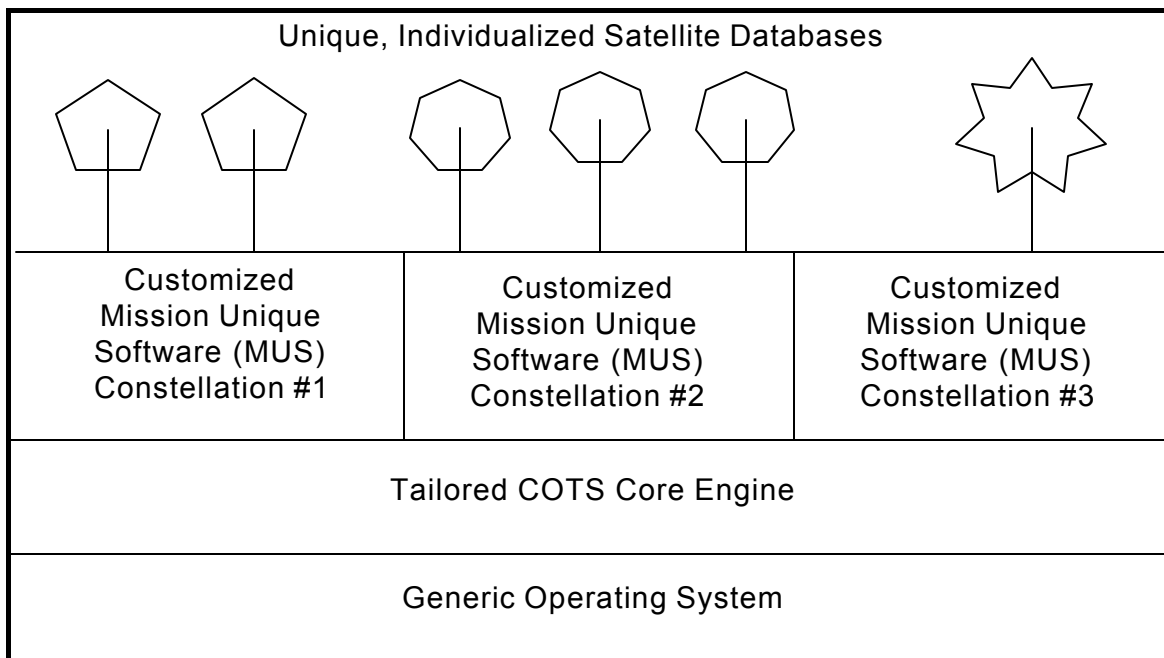 Unique, Individualized Satellite Databases
Customized
Mission Unique
Software (MUS)
Constellation #1
Customized
Mission Unique
Software (MUS)
Constellation #2
Customized
Mission Unique
Software (MUS)
Constellation #3
Tailored COTS Core Engine
Generic Operating System